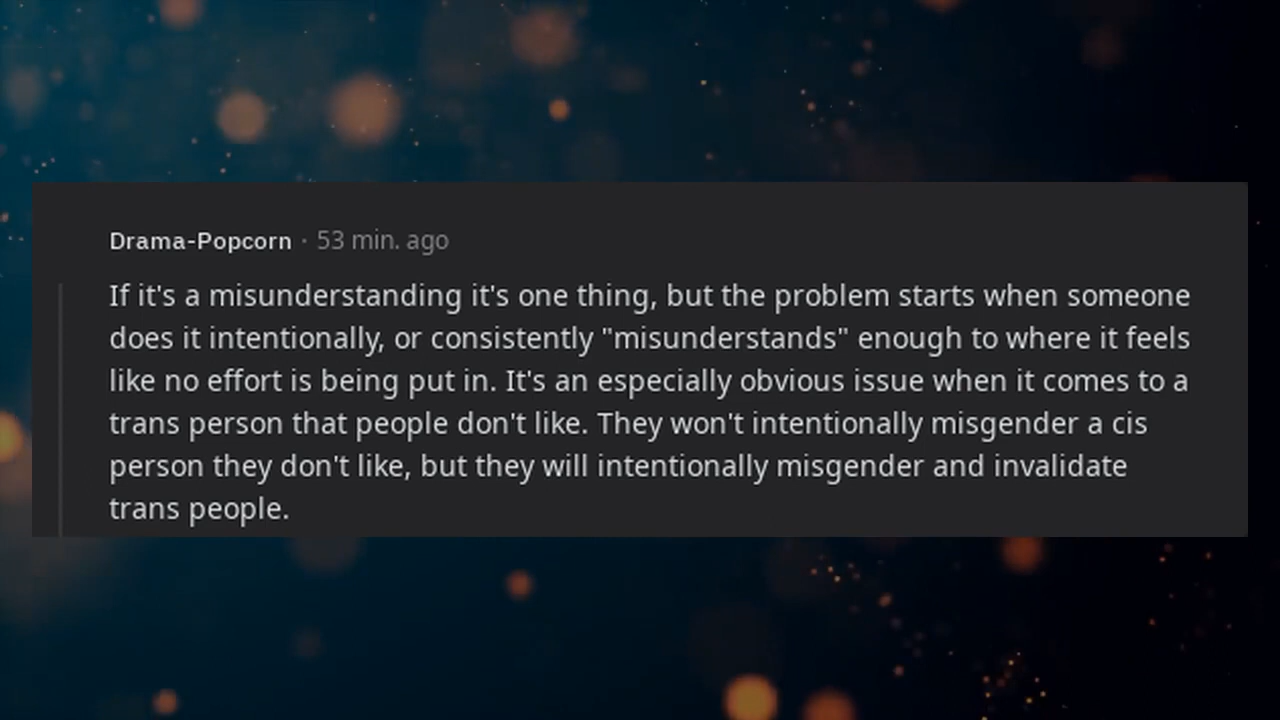 Drama-Popcorn · 53 min. ago
If it's a misunderstanding it's one thing, but the problem starts when someone
does it intentionally, or consistently "misunderstands" enough to where it feels
like no effort is being put in. It's an especially obvious issue when it comes to a
trans person that people don't like. They won't intentionally misgender a cis
person they don't like, but they will intentionally misgender and invalidate
trans people.